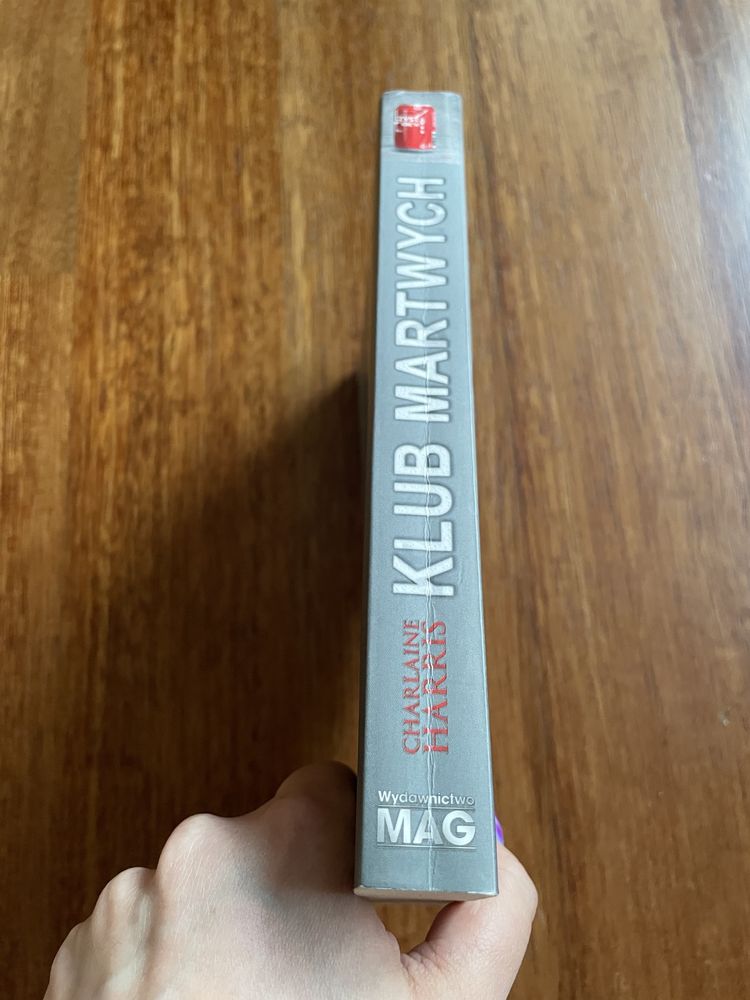 KLUB MARTWYCH
CHARLAINE
HARRIS
Wydawnictwo
MAG